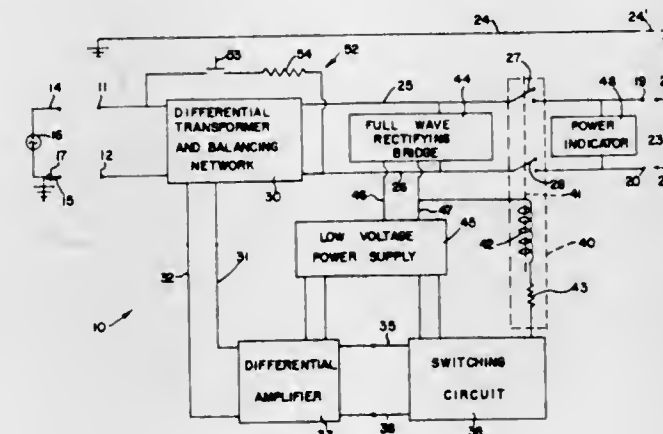 24
24'
53
54
52
27
14
11
25
44
48
19
16
DIFFERENTIAL
TRANSFORMER
AND BALANCING
NETWORK
FULL WAVE
RECTIFYING
BRIDGE
POWER
INDICATOR
23
17
12
15
30
26
28
20
46
47
41
45
42
40
LOW VOLTAGE
POWER SUPPLY
43
32
31
10
35
DIFFERENTIAL
AMPLIFIER
SWITCHING
CIRCUIT
36